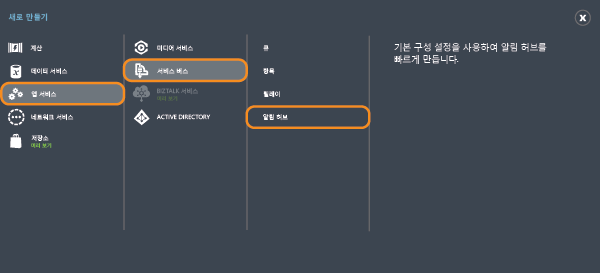 새로 만들기
계산
데이터 서비스
앱 서비스
네트워크 서비스
저장소
미리 보기
미디어 서비스
서비스 버스
BIZTALK 서비스
미리 보기
ACTIVE DIRECTORY
큐
항목
릴레이
알림 허브
기본 구성 설정을 사용하여 알림 허브를
빠르게 만듭니다.